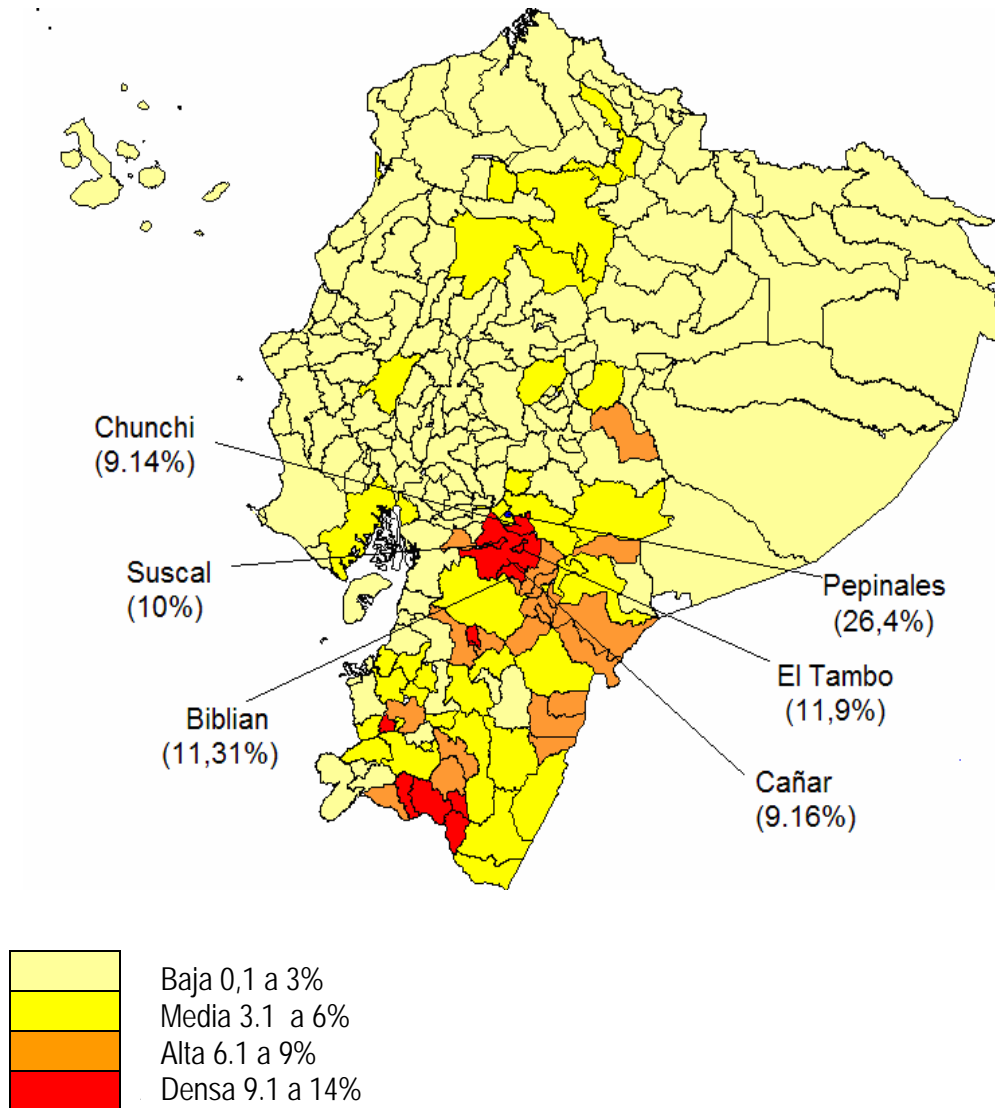 Chunchi
(9.14%)
Suscal
(10%)
Pepinales
(26,4%)
El Tambo
(11,9%)
Biblian
(11,31%)
Cañar
(9.16%)
Baja 0,1 a 3%
Media 3.1 a 6%
Alta 6.1 a 9%
Densa 9.1 a 14%